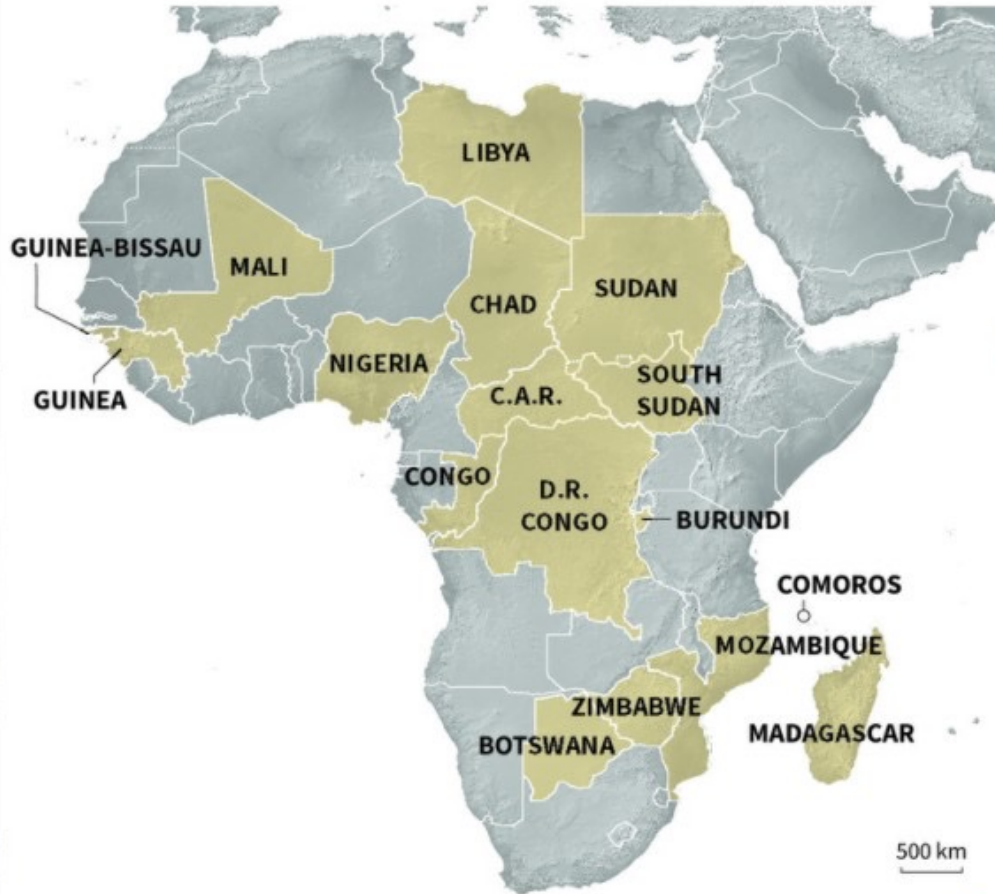 LIBYA
GUINEA-BISSAU
MALI
CHAD
SUDAN
NIGERIA
GUINEA
C.A.R.
SOUTH
SUDAN
CONGO
D.R.
CONGO
BURUNDI
COMOROS
MOZAMBIQUE
ZIMBABWE
BOTSWANA
MADAGASCAR
500 km